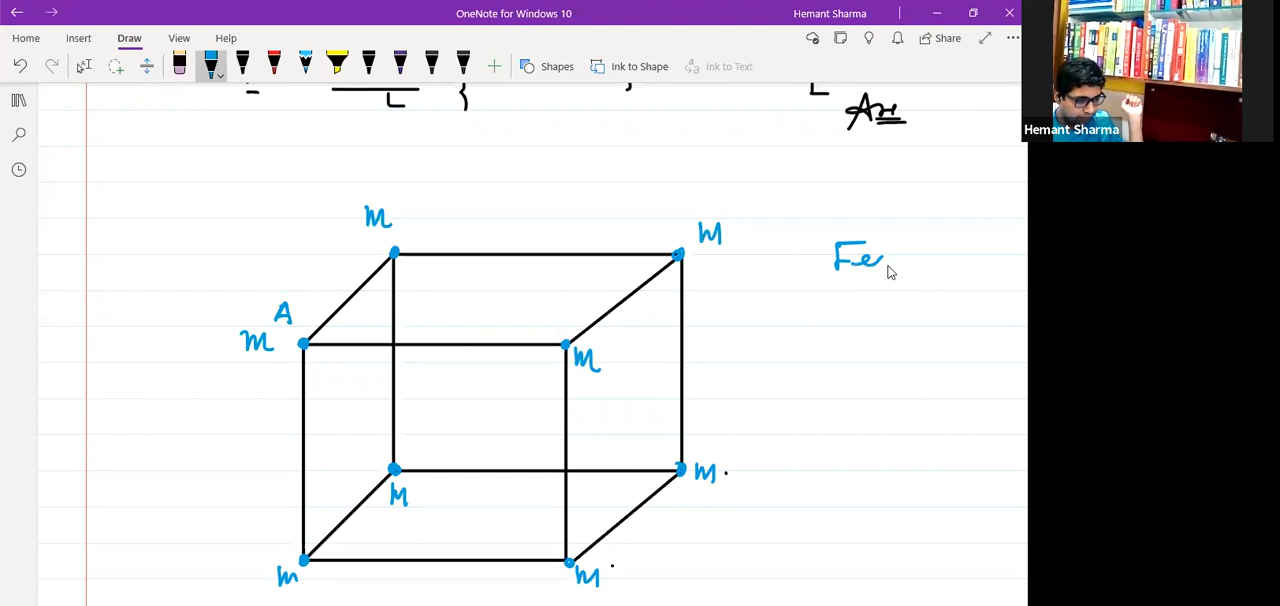 OneNote for Windows 10
Hemant Sharma
Home Insert Draw View Help
Share
Shapes Ink to Shape Ink to Text
L
L
Ans
Hemant Sharma
M
M
A
M
M
Fe
M
M
M
M